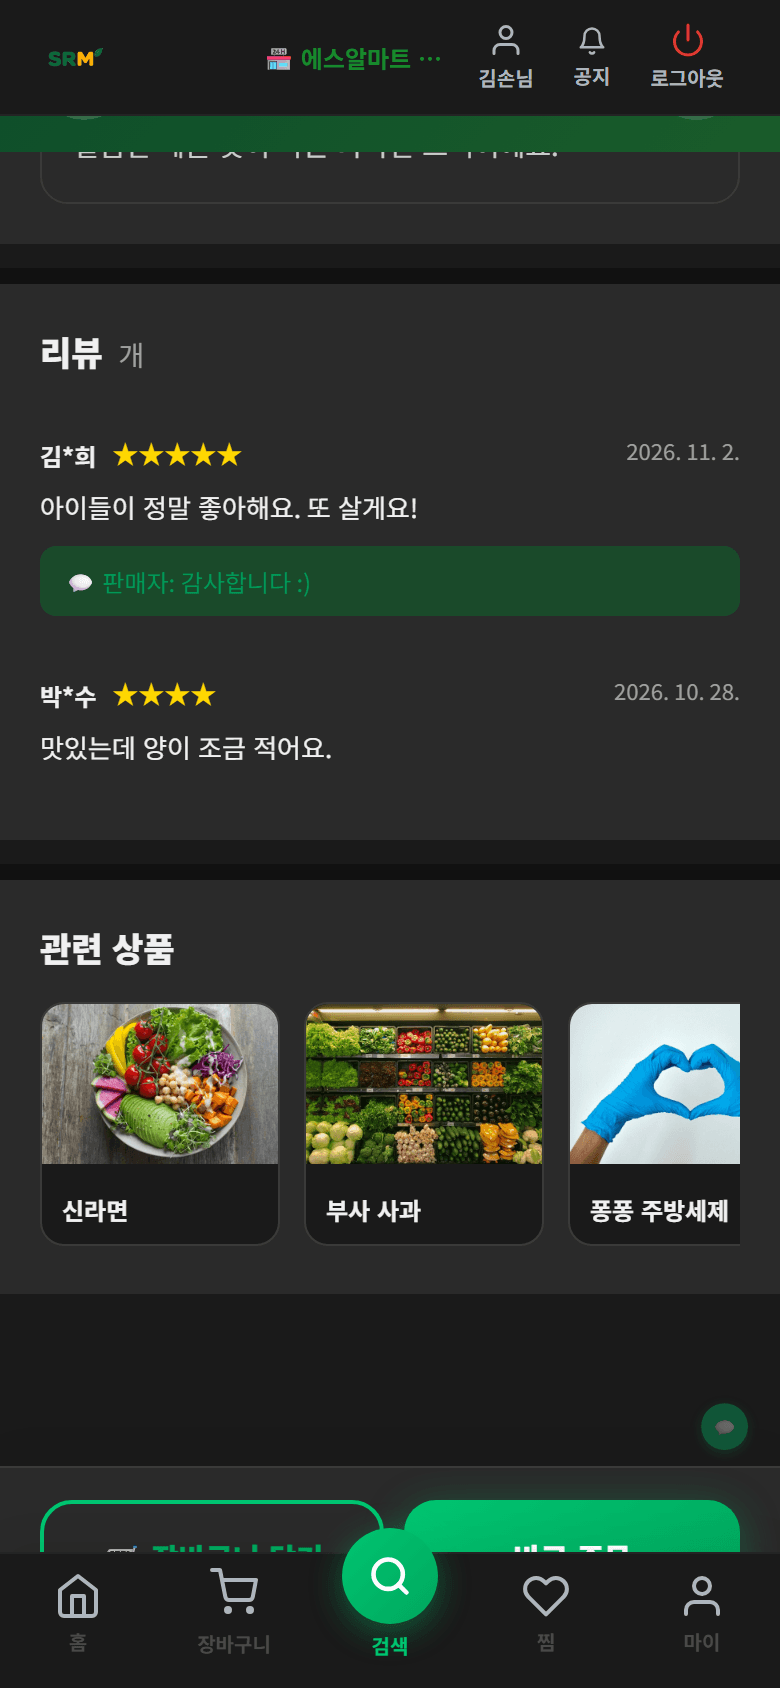 SRM
24H
에스알마트 ⋯
김손님
공지
로그아웃
리뷰 개
김*희 ★★★★★ 2026. 11. 2.
아이들이 정말 좋아해요. 또 살게요!
판매자: 감사합니다 :)
박*수 ★★★★ 2026. 10. 28.
맛있는데 양이 조금 적어요.
관련 상품
신라면
부사 사과
퐁퐁 주방세제
홈
장바구니
검색
찜
마이